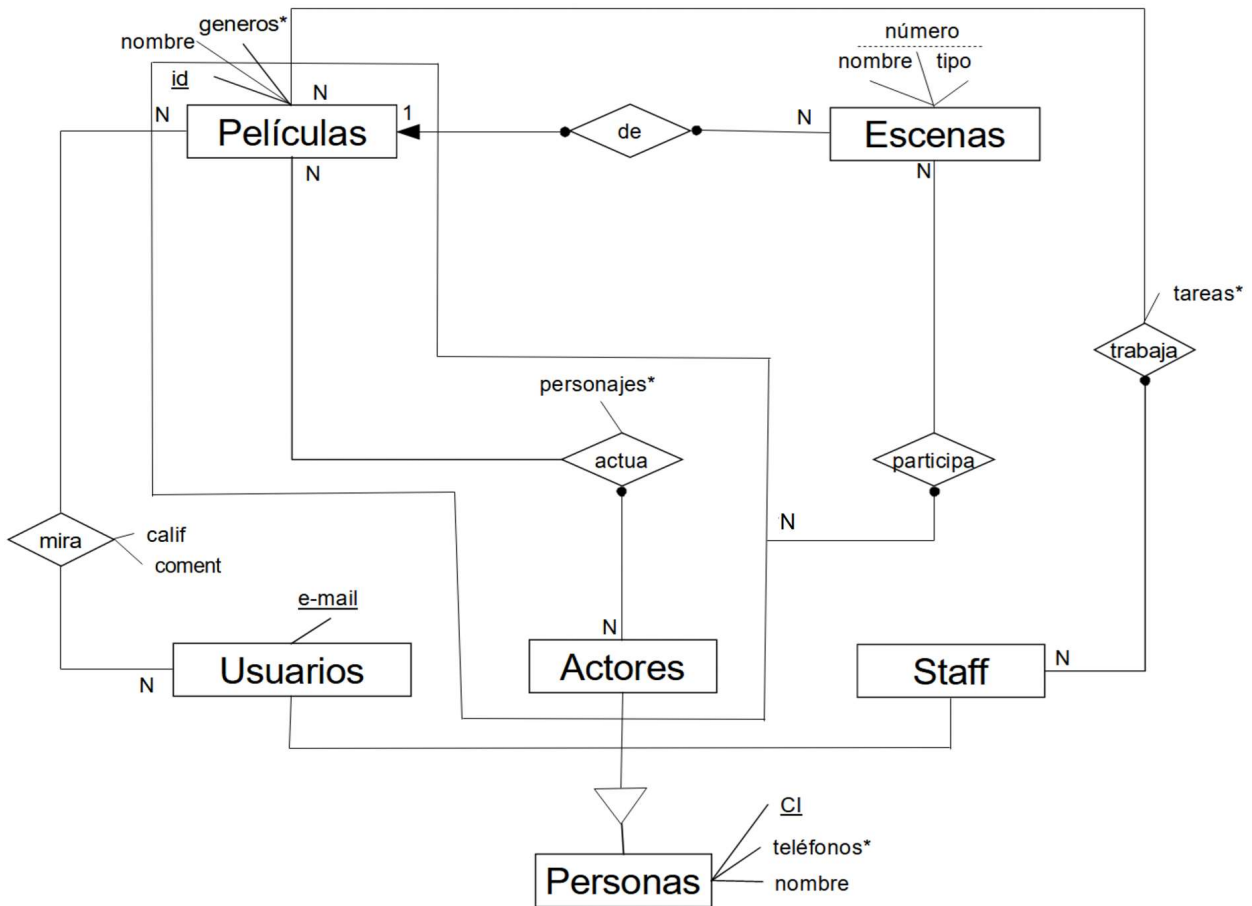 generos*
nombre
id
número
nombre
tipo
N
N
1
N
Películas
de
Escenas
N
N
tareas*
trabaja
personajes*
actua
participa
N
mira
calif
coment
e-mail
N
N
N
Usuarios
Actores
Staff
CI
teléfonos*
nombre
Personas